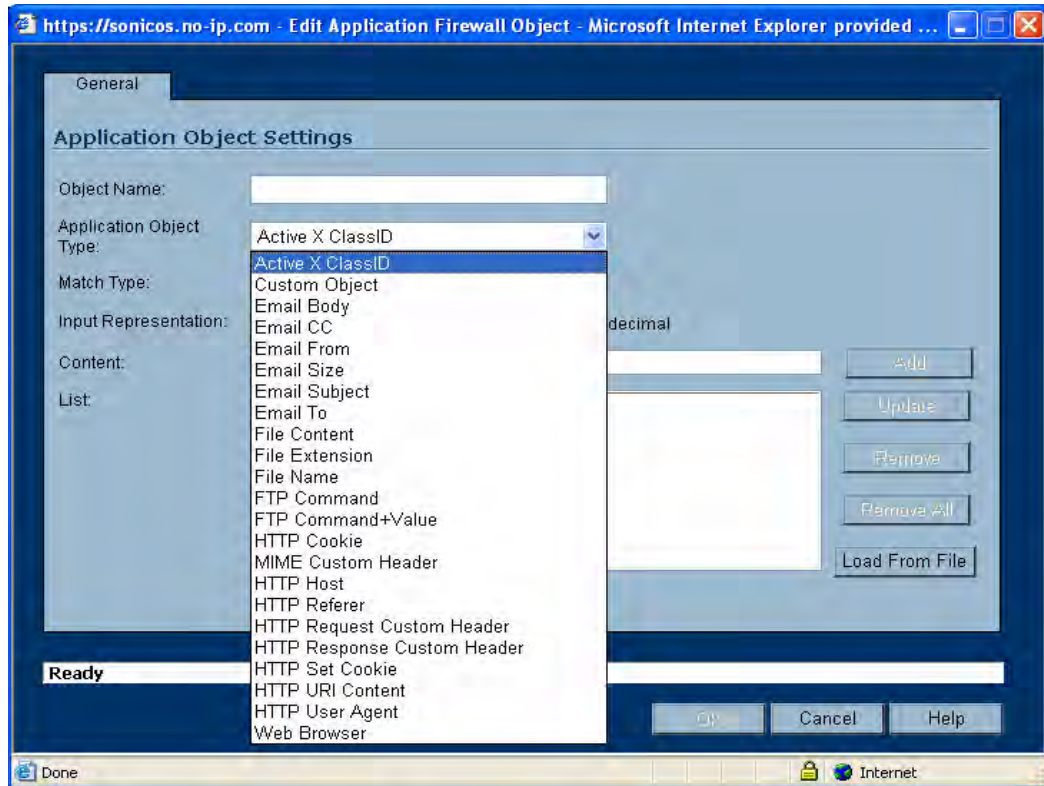 https://sonicos.no-ip.com - Edit Application Firewall Object - Microsoft Internet Explorer provided ...
General
Application Object Settings
Object Name:
Application Object
Type:
Active X ClassID
Active X ClassID
Custom Object
Match Type:
Email Body
Input Representation:
Email CC
decimal
Email From
Content:
Add
Email Size
Email Subject
List:
Update
Email To
File Content
File Extension
Remove
File Name
FTP Command
Remove All
FTP Command+Value
HTTP Cookie
MIME Custom Header
Load From File
HTTP Host
HTTP Referer
HTTP Request Custom Header
HTTP Response Custom Header
HTTP Set Cookie
Ready
HTTP URI Content
HTTP User Agent
OK
Cancel
Help
Web Browser
Done
Internet